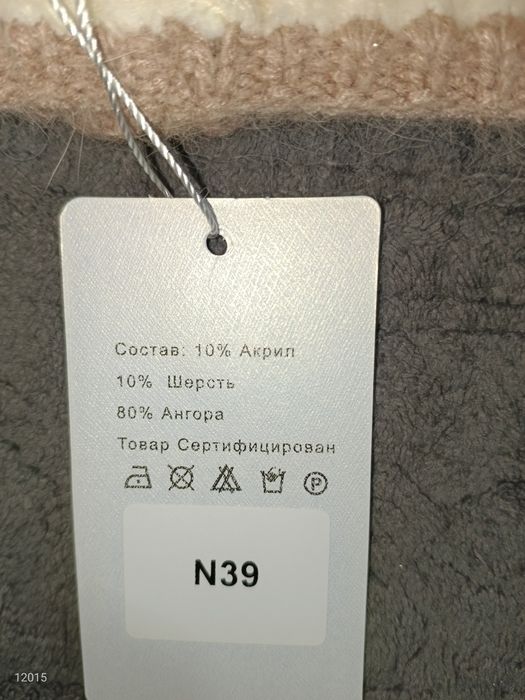 Состав: 10% Акрил
10% Шерсть
80% Ангора
Товар Сертифицирован
P
N39
12015